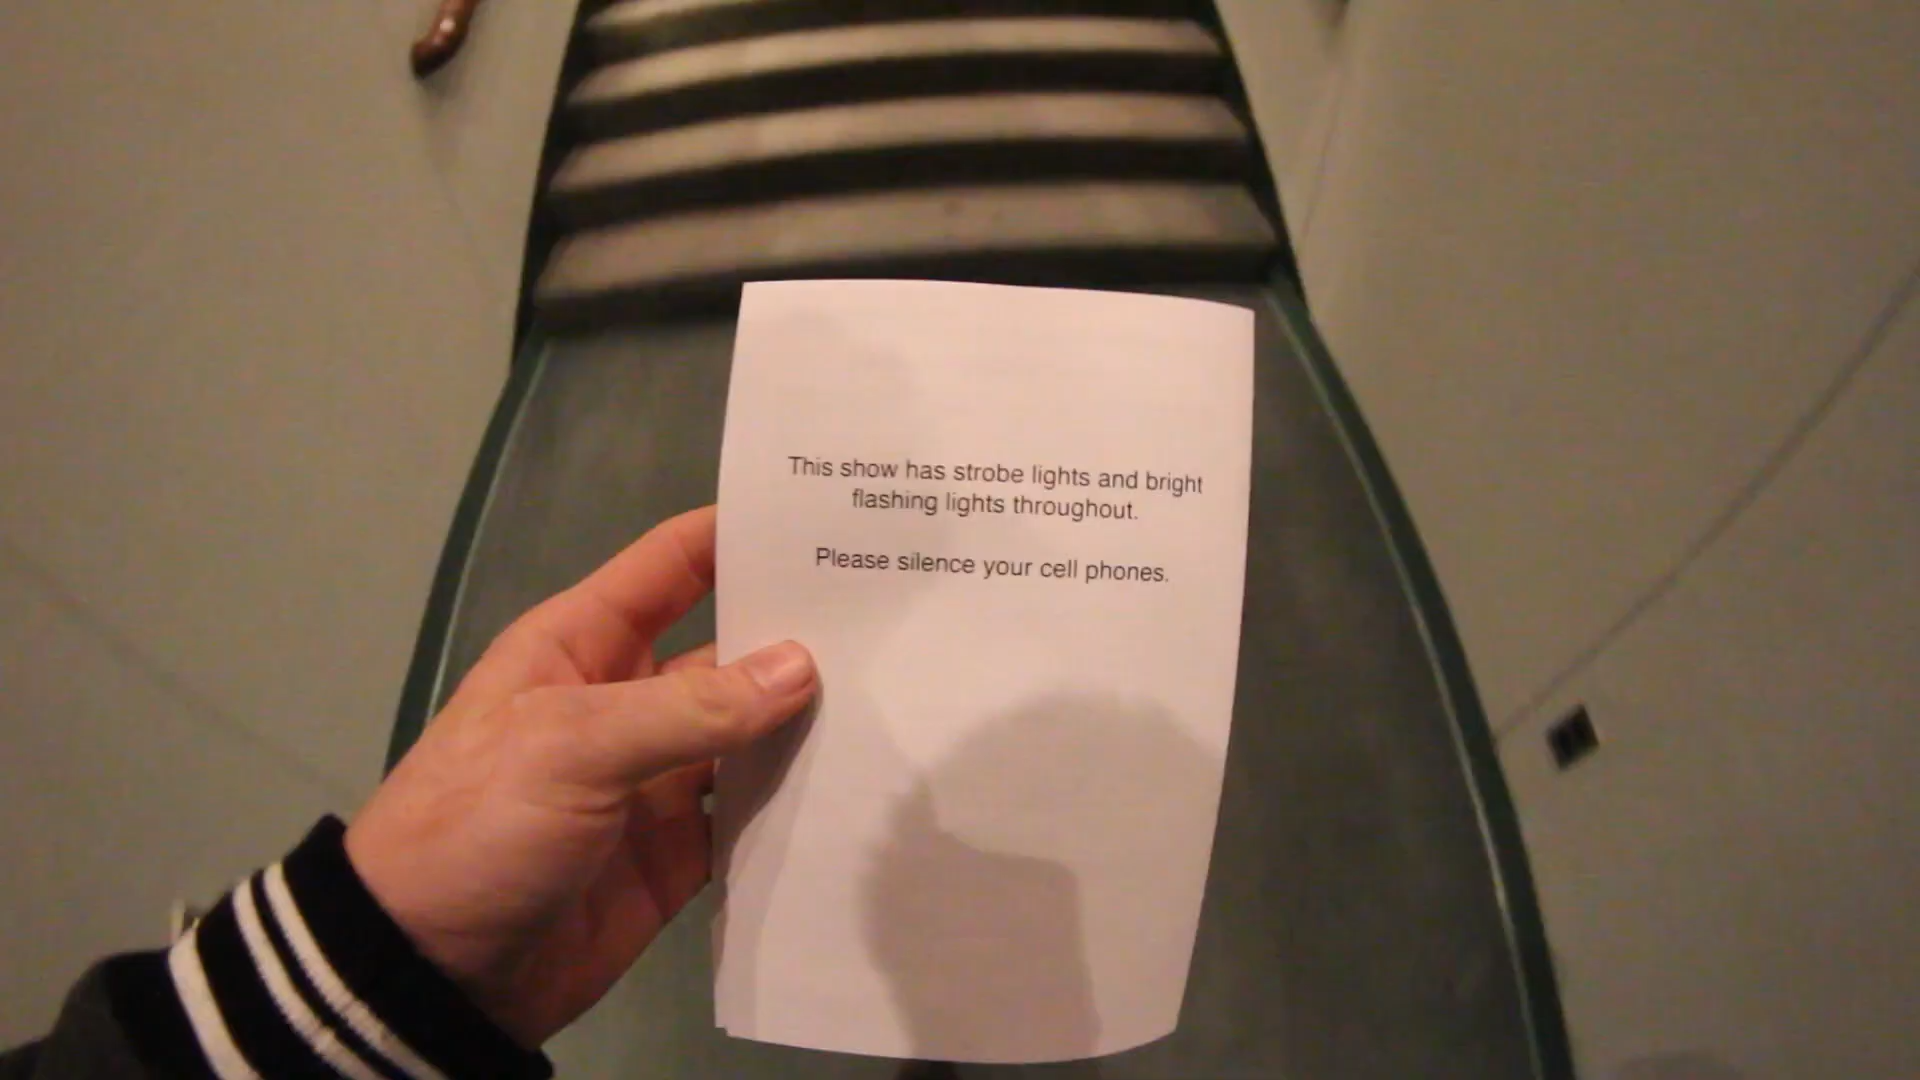 This show has strobe lights and bright
flashing lights throughout.
Please silence your cell phones.